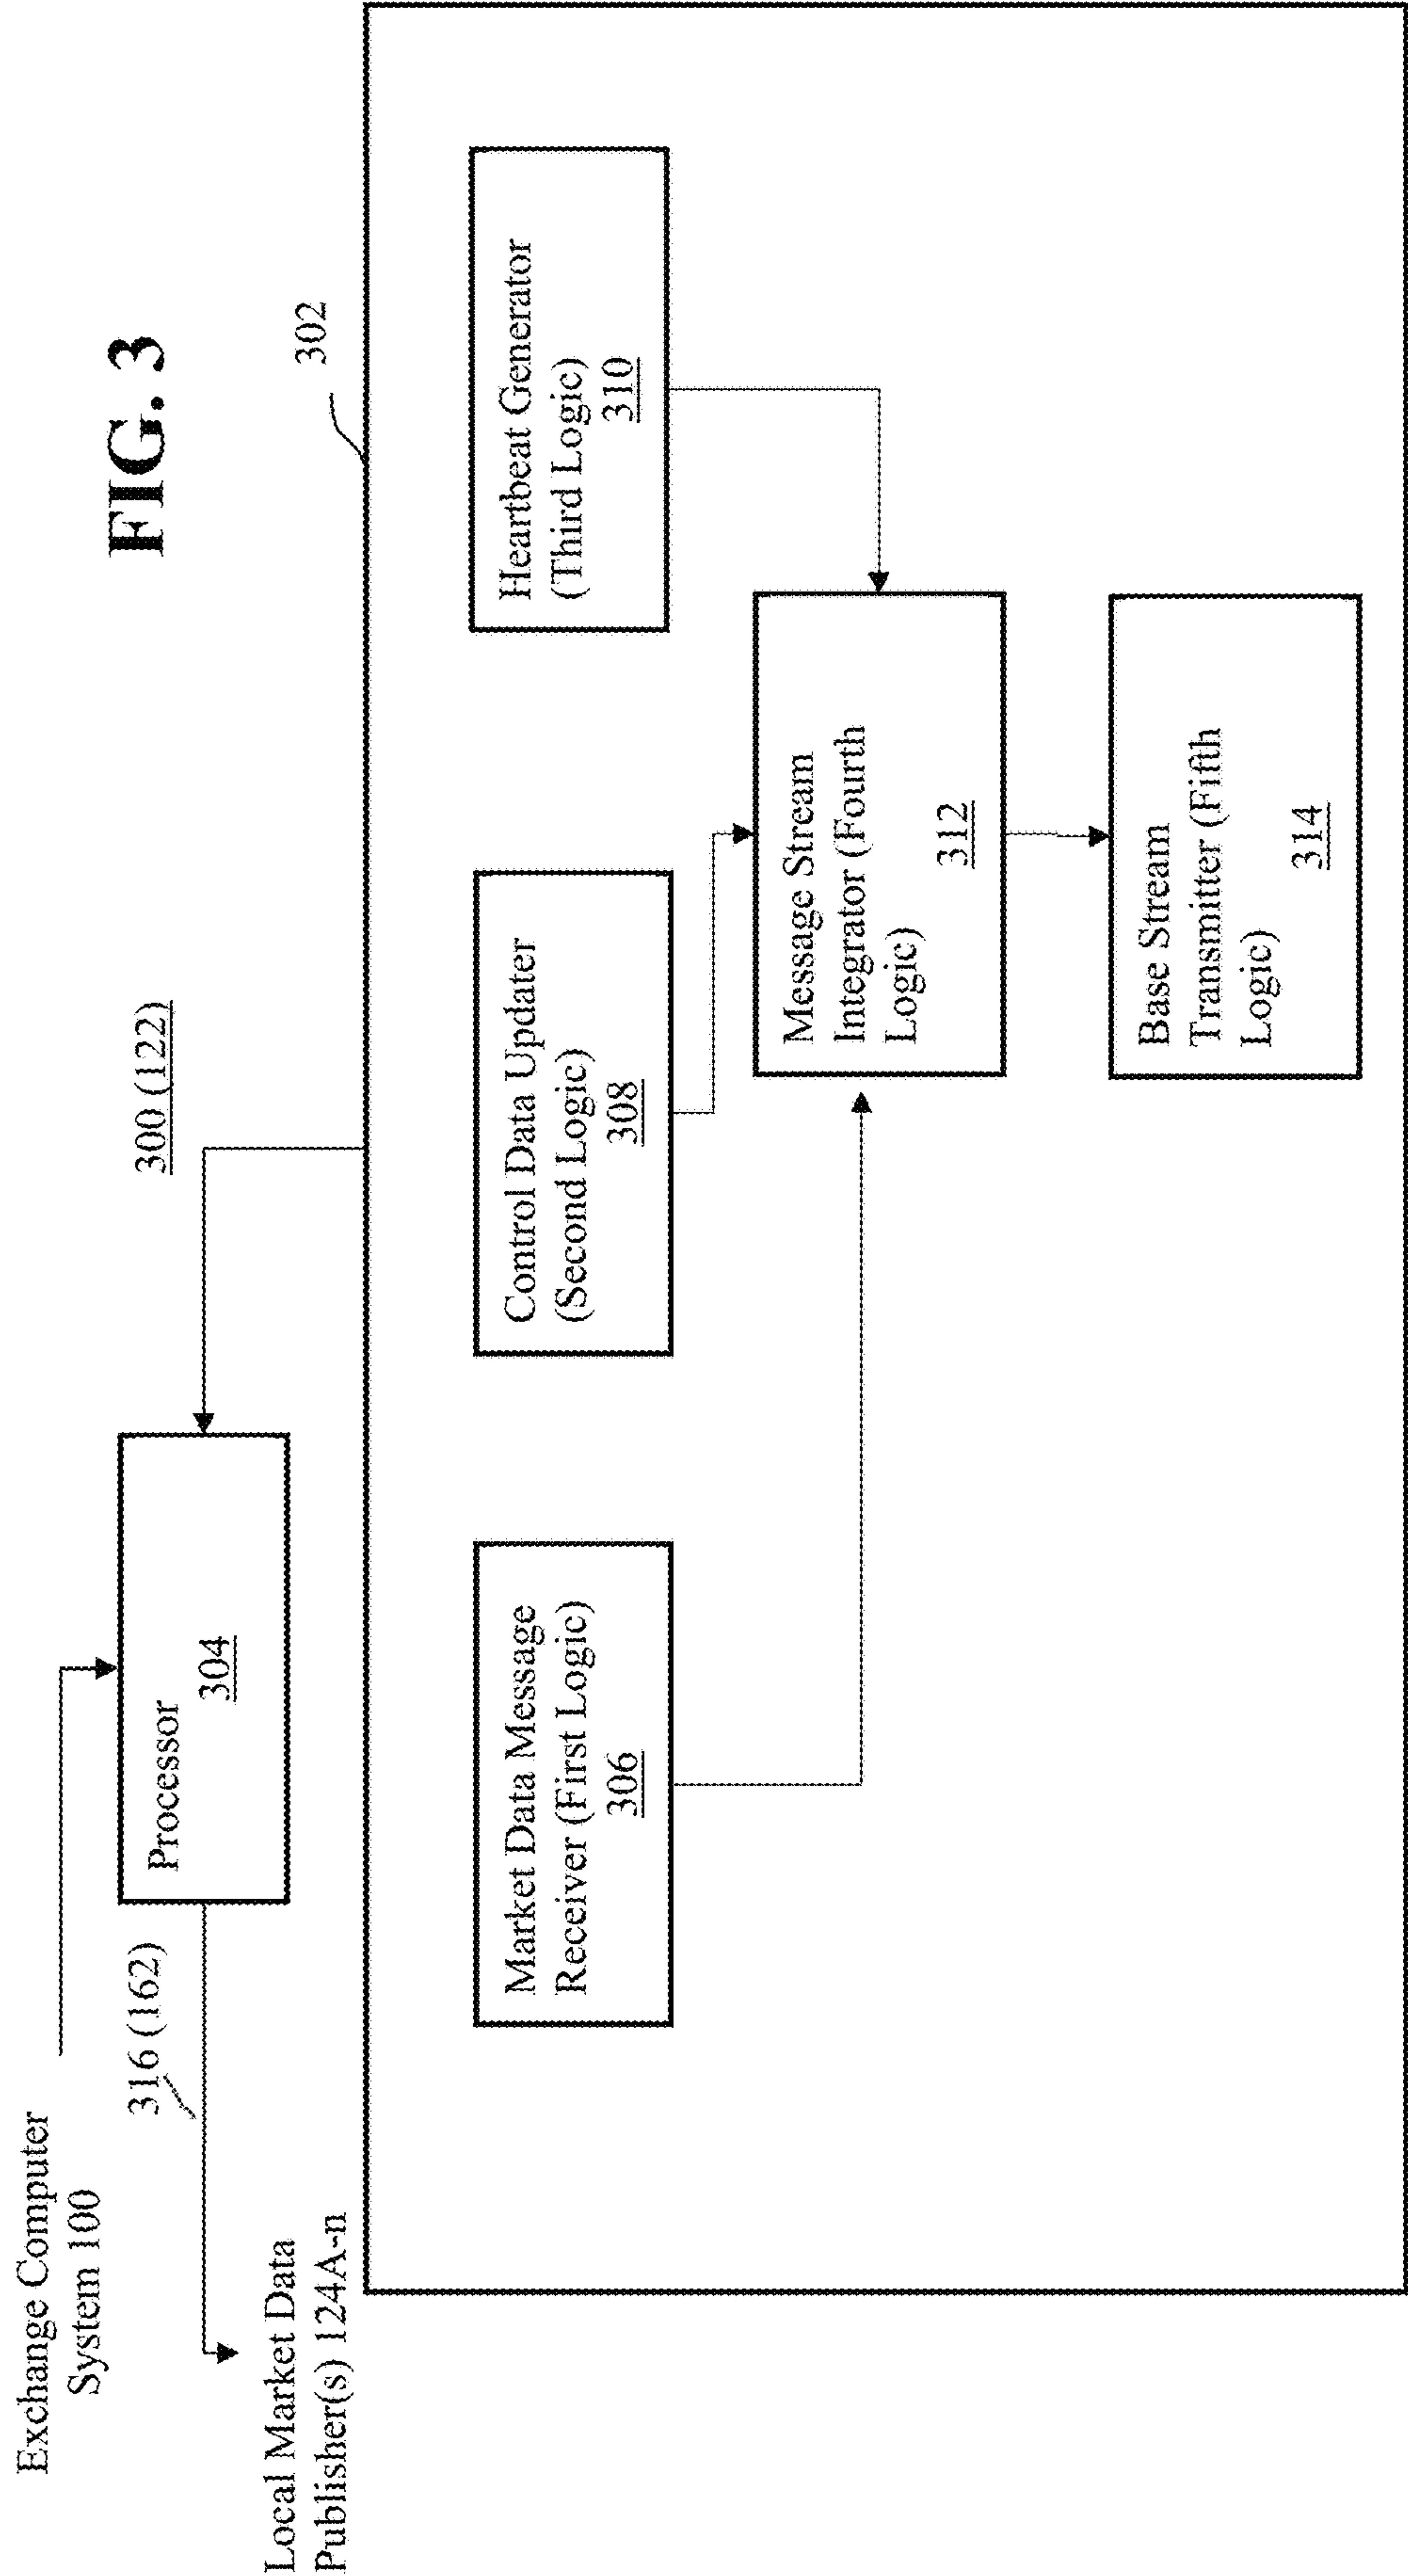 FIG. 3
Exchange Computer
System 100
300 (122)
316 (162)
Processor
304
302
Local Market Data
Publisher(s) 124A-n
Market Data Message
Receiver (First Logic)
306
Control Data Updater
(Second Logic)
308
Heartbeat Generator
(Third Logic)
310
Message Stream
Integrator (Fourth
Logic)
312
Base Stream
Transmitter (Fifth
Logic)
314